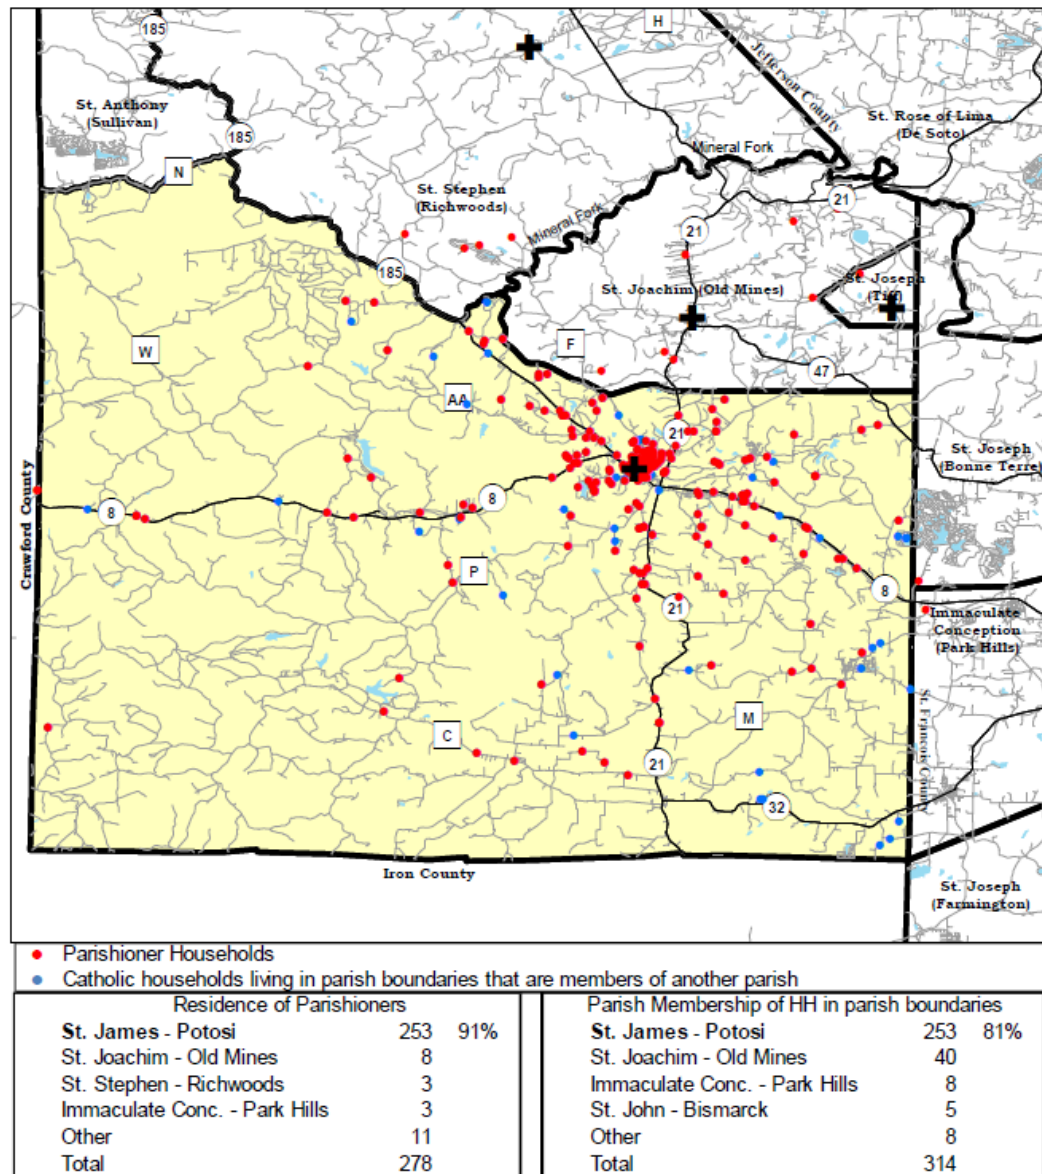 185
H
Jefferson County
St. Anthony
(Sullivan)
St. Rose of Lima
(De Soto)
185
Mineral Fork
N
St. Stephen
(Richwoods)
21
Mineral Fork
21
185
St. Joachim (Old Mines)
St. Joseph
(Tiff)
W
F
47
AA
21
St. Joseph
(Bonne Terre)
Crawford County
8
8
P
8
21
Immaculate
Conception
(Park Hills)
St. Francois County
M
C
21
32
Iron County
St. Joseph
(Farmington)
Parishioner Households
Catholic households living in parish boundaries that are members of another parish
Residence of Parishioners
St. James - Potosi 253 91%
St. Joachim - Old Mines 8
St. Stephen - Richwoods 3
Immaculate Conc. - Park Hills 3
Other 11
Total 278
Parish Membership of HH in parish boundaries
St. James - Potosi 253 81%
St. Joachim - Old Mines 40
Immaculate Conc. - Park Hills 8
St. John - Bismarck 5
Other 8
Total 314